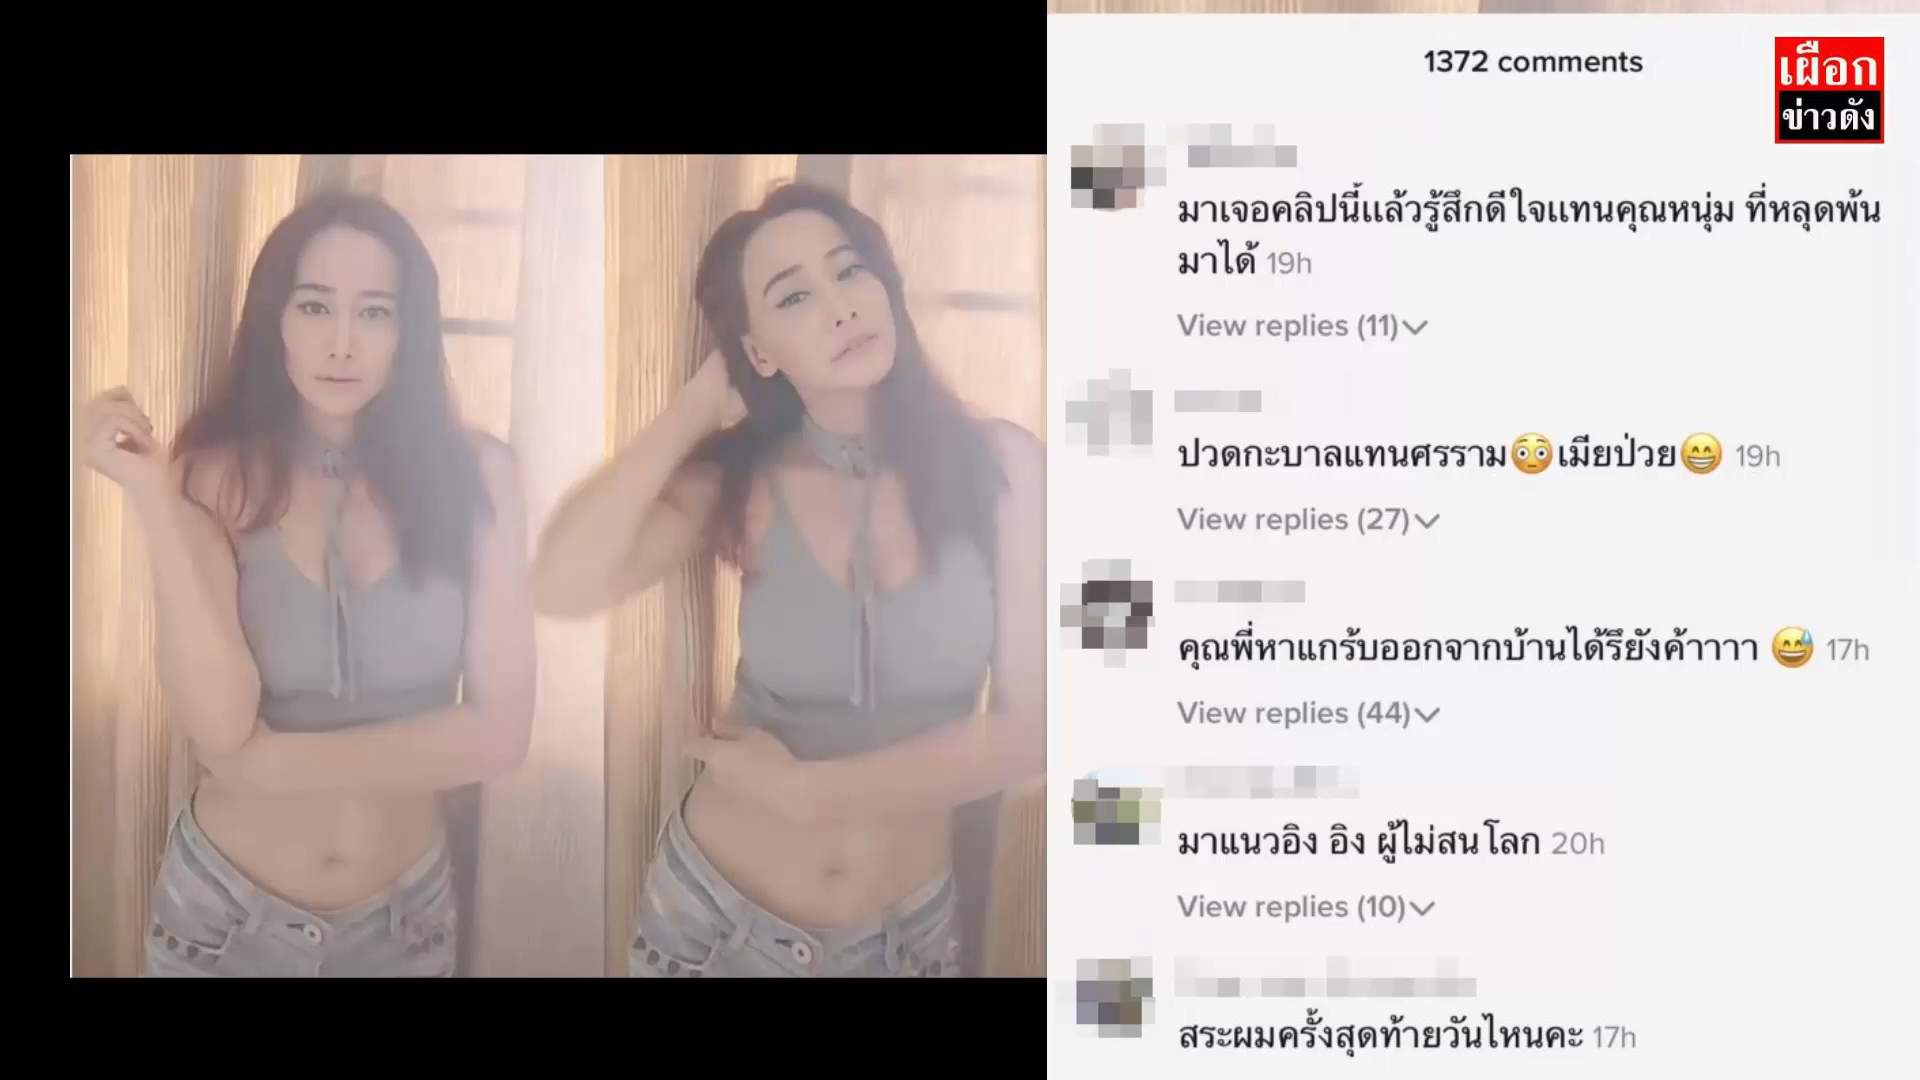 1372 comments
เผือก
ข่าวดัง
มาเจอคลิปนี้แล้วรู้สึกดีใจแทนคุณหนุ่ม ที่หลุดพ้น
มาได้ 19h
View replies (11)
ปวดกะบาลแทนศรราม😳เมียป่วย😁 19h
View replies (27)
คุณพี่หาแกร้บออกจากบ้านได้รึยังค้าาาา 😅 17h
View replies (44)
มาแนวอิง อิง ผู้ไม่สนโลก 20h
View replies (10)
สระผมครั้งสุดท้ายวันไหนคะ 17h